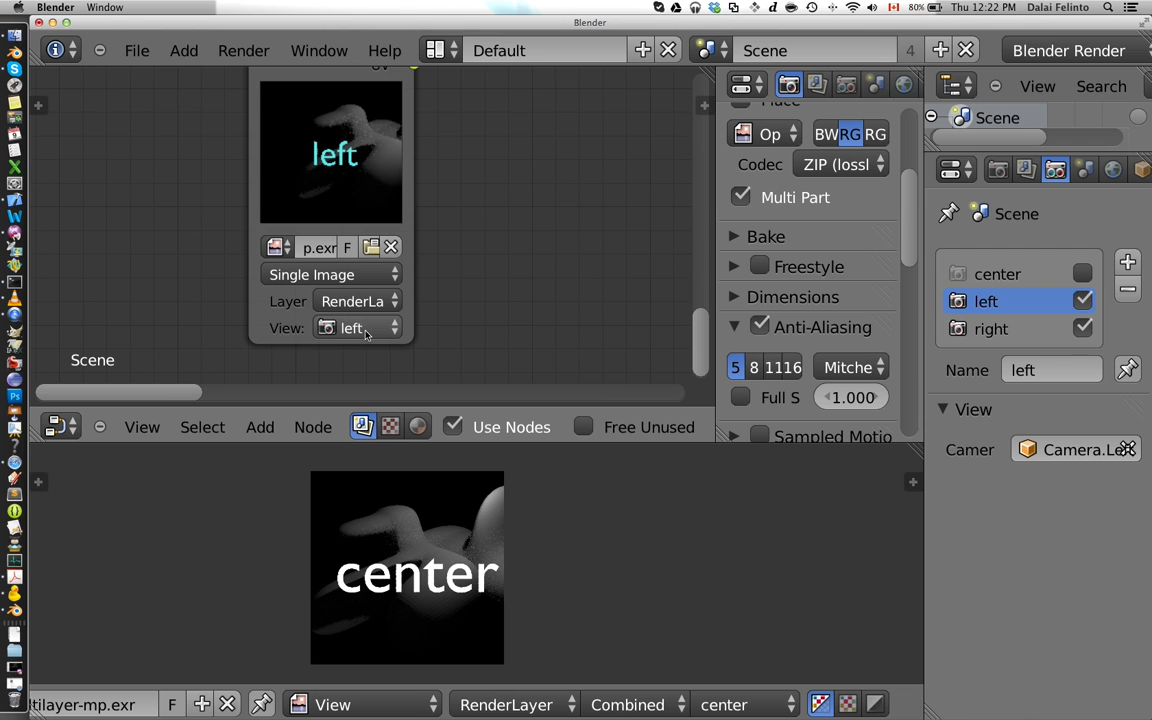 Blender Window 80% Thu 12:22 PM Dalai Felinto
Blender
File Add Render Window Help Default Scene 4 Blender Render
View Search
Scene
left
Op BW RG RG
Codec ZIP (lossl
Multi Part
p.exr F
Bake
Single Image
Freestyle
Layer RenderLa
Dimensions
View: left
Anti-Aliasing
Scene
5 8 11 16 Mitche
Full S 1.000
Sampled Motio
View Select Add Node Use Nodes Free Unused
Scene
center
left
right
Name left
View
Camer Camera.Le
center
ltilayer-mp.exr F View RenderLayer Combined center